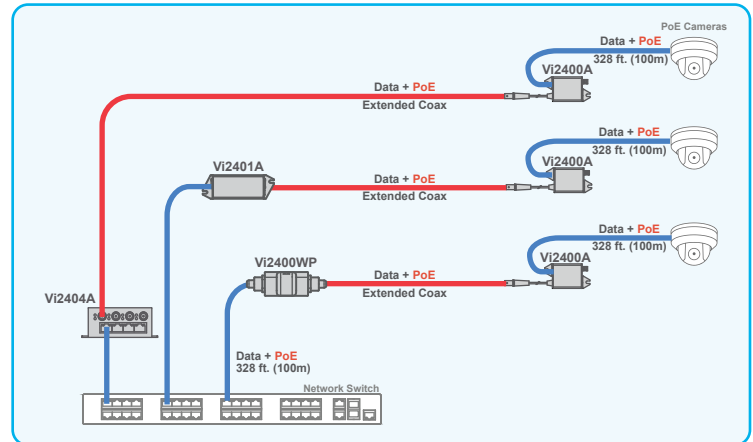 PoE Cameras
Data + PoE
328 ft. (100m)
Vi2400A
Data + PoE
Extended Coax
Data + PoE
328 ft. (100m)
Vi2400A
Vi2401A
Data + PoE
Extended Coax
Data + PoE
328 ft. (100m)
Vi2400A
Vi2400WP
Data + PoE
Extended Coax
Vi2404A
Data + PoE
328 ft. (100m)
Network Switch